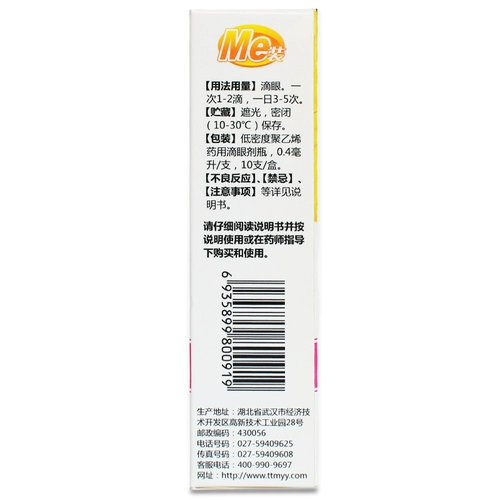 Me装
【用法用量】滴眼。一
次1-2滴，一日3-5次。
【贮藏】遮光，密闭
（10-30℃）保存。
【包装】低密度聚乙烯
药用滴眼剂瓶，0.4毫
升/支，10支/盒。
【不良反应】、【禁忌】、
【注意事项】等详见说
明书。
请仔细阅读说明书并按
说明使用或在药师指导
下购买和使用。
6935899800919
生产地址：湖北省武汉市经济技
术开发区高新技术工业园28号
邮政编码：430056
电话号码：027-59409625
传真号码：027-59409608
客服电话：400-990-9697
网址：http://www.ttmyy.com